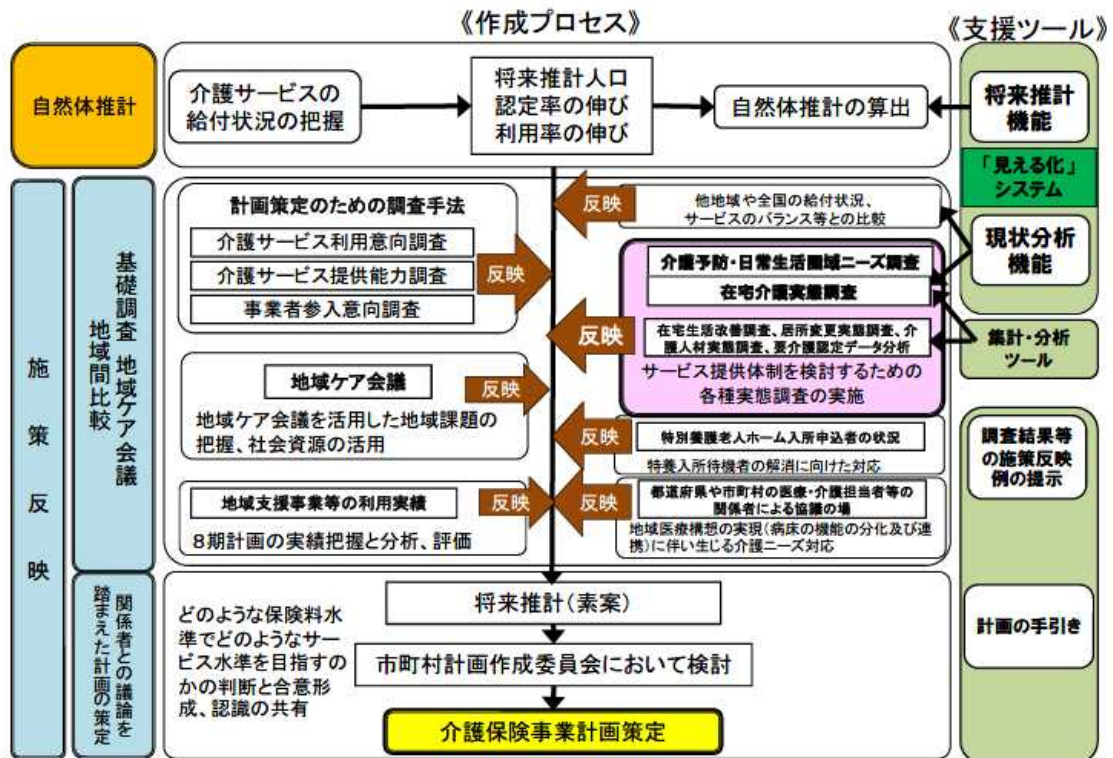 《作成プロセス》
《支援ツール》
自然体推計
介護サービスの
給付状況の把握
将来推計人口
認定率の伸び
利用率の伸び
自然体推計の算出
将来推計
機能
「見える化」
システム
現状分析
機能
集計・分析
ツール
調査結果等
の施策反映
例の提示
計画の手引き
施策反映
基礎調査 地域ケア会議
地域間比較
計画策定のための調査手法
介護サービス利用意向調査
介護サービス提供能力調査
事業者参入意向調査
反映
反映
他地域や全国の給付状況、
サービスのバランス等との比較
介護予防・日常生活圏域ニーズ調査
在宅介護実態調査
反映
在宅生活改善調査、居所変更実態調査、介
護人材実態調査、要介護認定データ分析
サービス提供体制を検討するための
各種実態調査の実施
地域ケア会議
反映
地域ケア会議を活用した地域課題の
把握、社会資源の活用
反映
特別養護老人ホーム入所申込者の状況
特養入所待機者の解消に向けた対応
地域支援事業等の利用実績
反映
8期計画の実績把握と分析、評価
反映
都道府県や市町村の医療・介護担当者等の
関係者による協議の場
地域医療構想の実現(病床の機能の分化及び連
携)に伴い生じる介護ニーズ対応
関係者との議論を
踏まえた計画の策定
どのような保険料水
準でどのようなサー
ビス水準を目指すの
かの判断と合意形
成、認識の共有
将来推計(素案)
市町村計画作成委員会において検討
介護保険事業計画策定